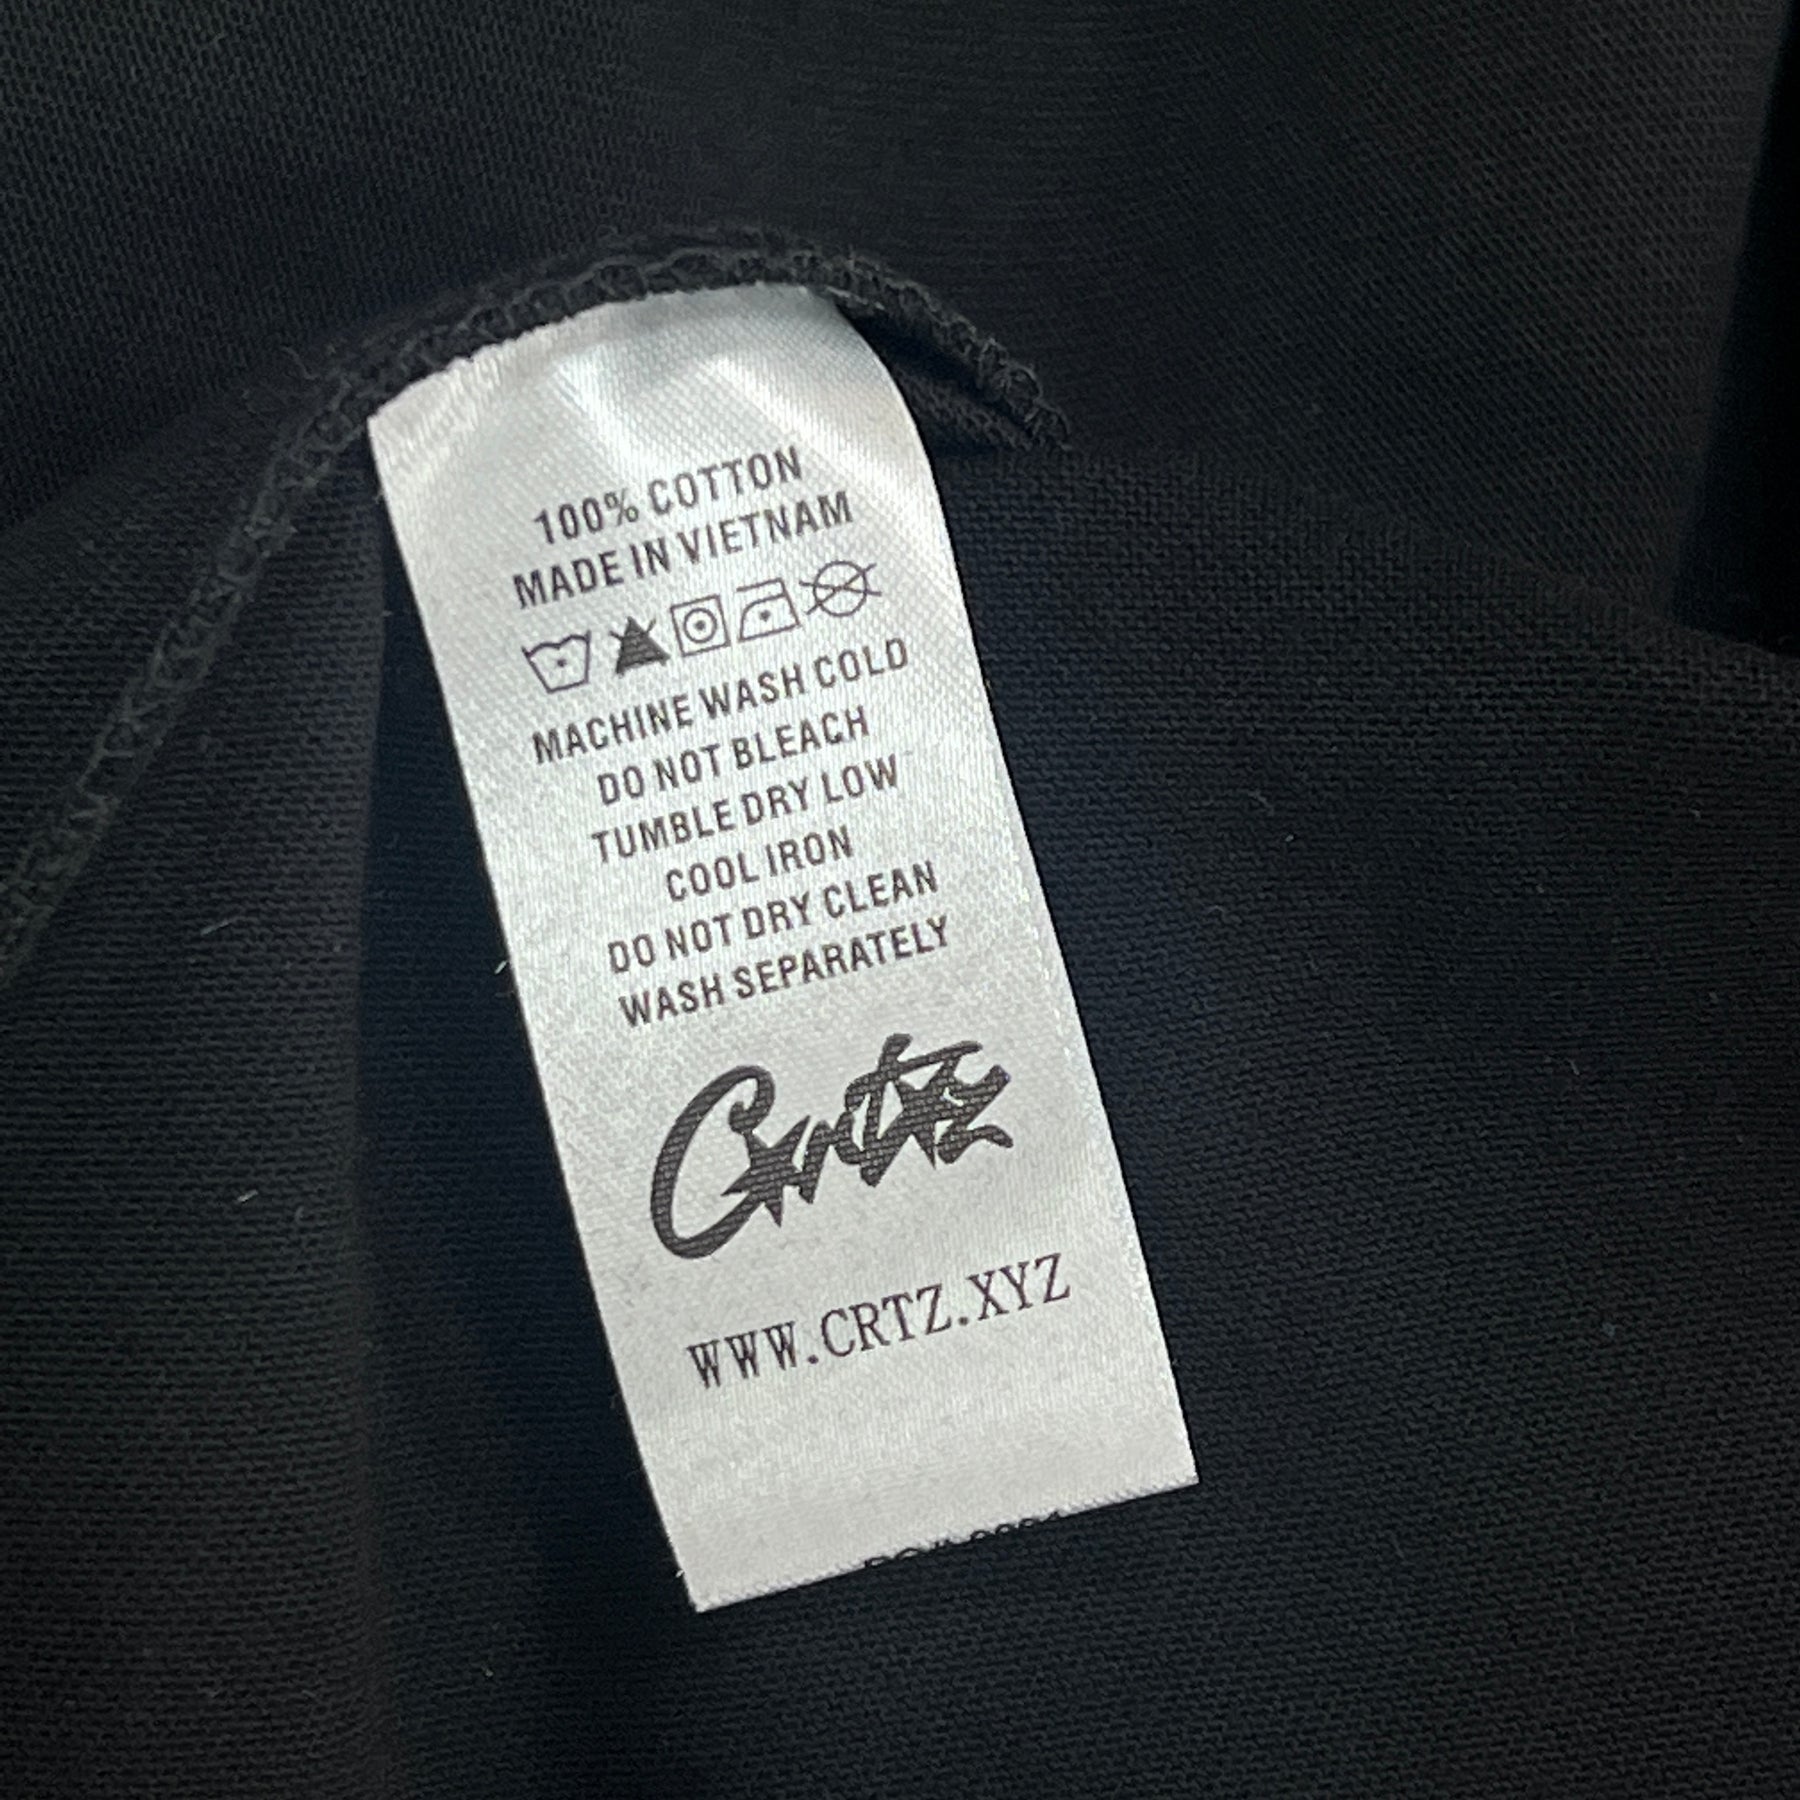 100% COTTON
MADE IN VIETNAM
MACHINE WASH COLD
DO NOT BLEACH
TUMBLE DRY LOW
COOL IRON
DO NOT DRY CLEAN
WASH SEPARATELY
Crtz
WWW.CRTZ.XYZ